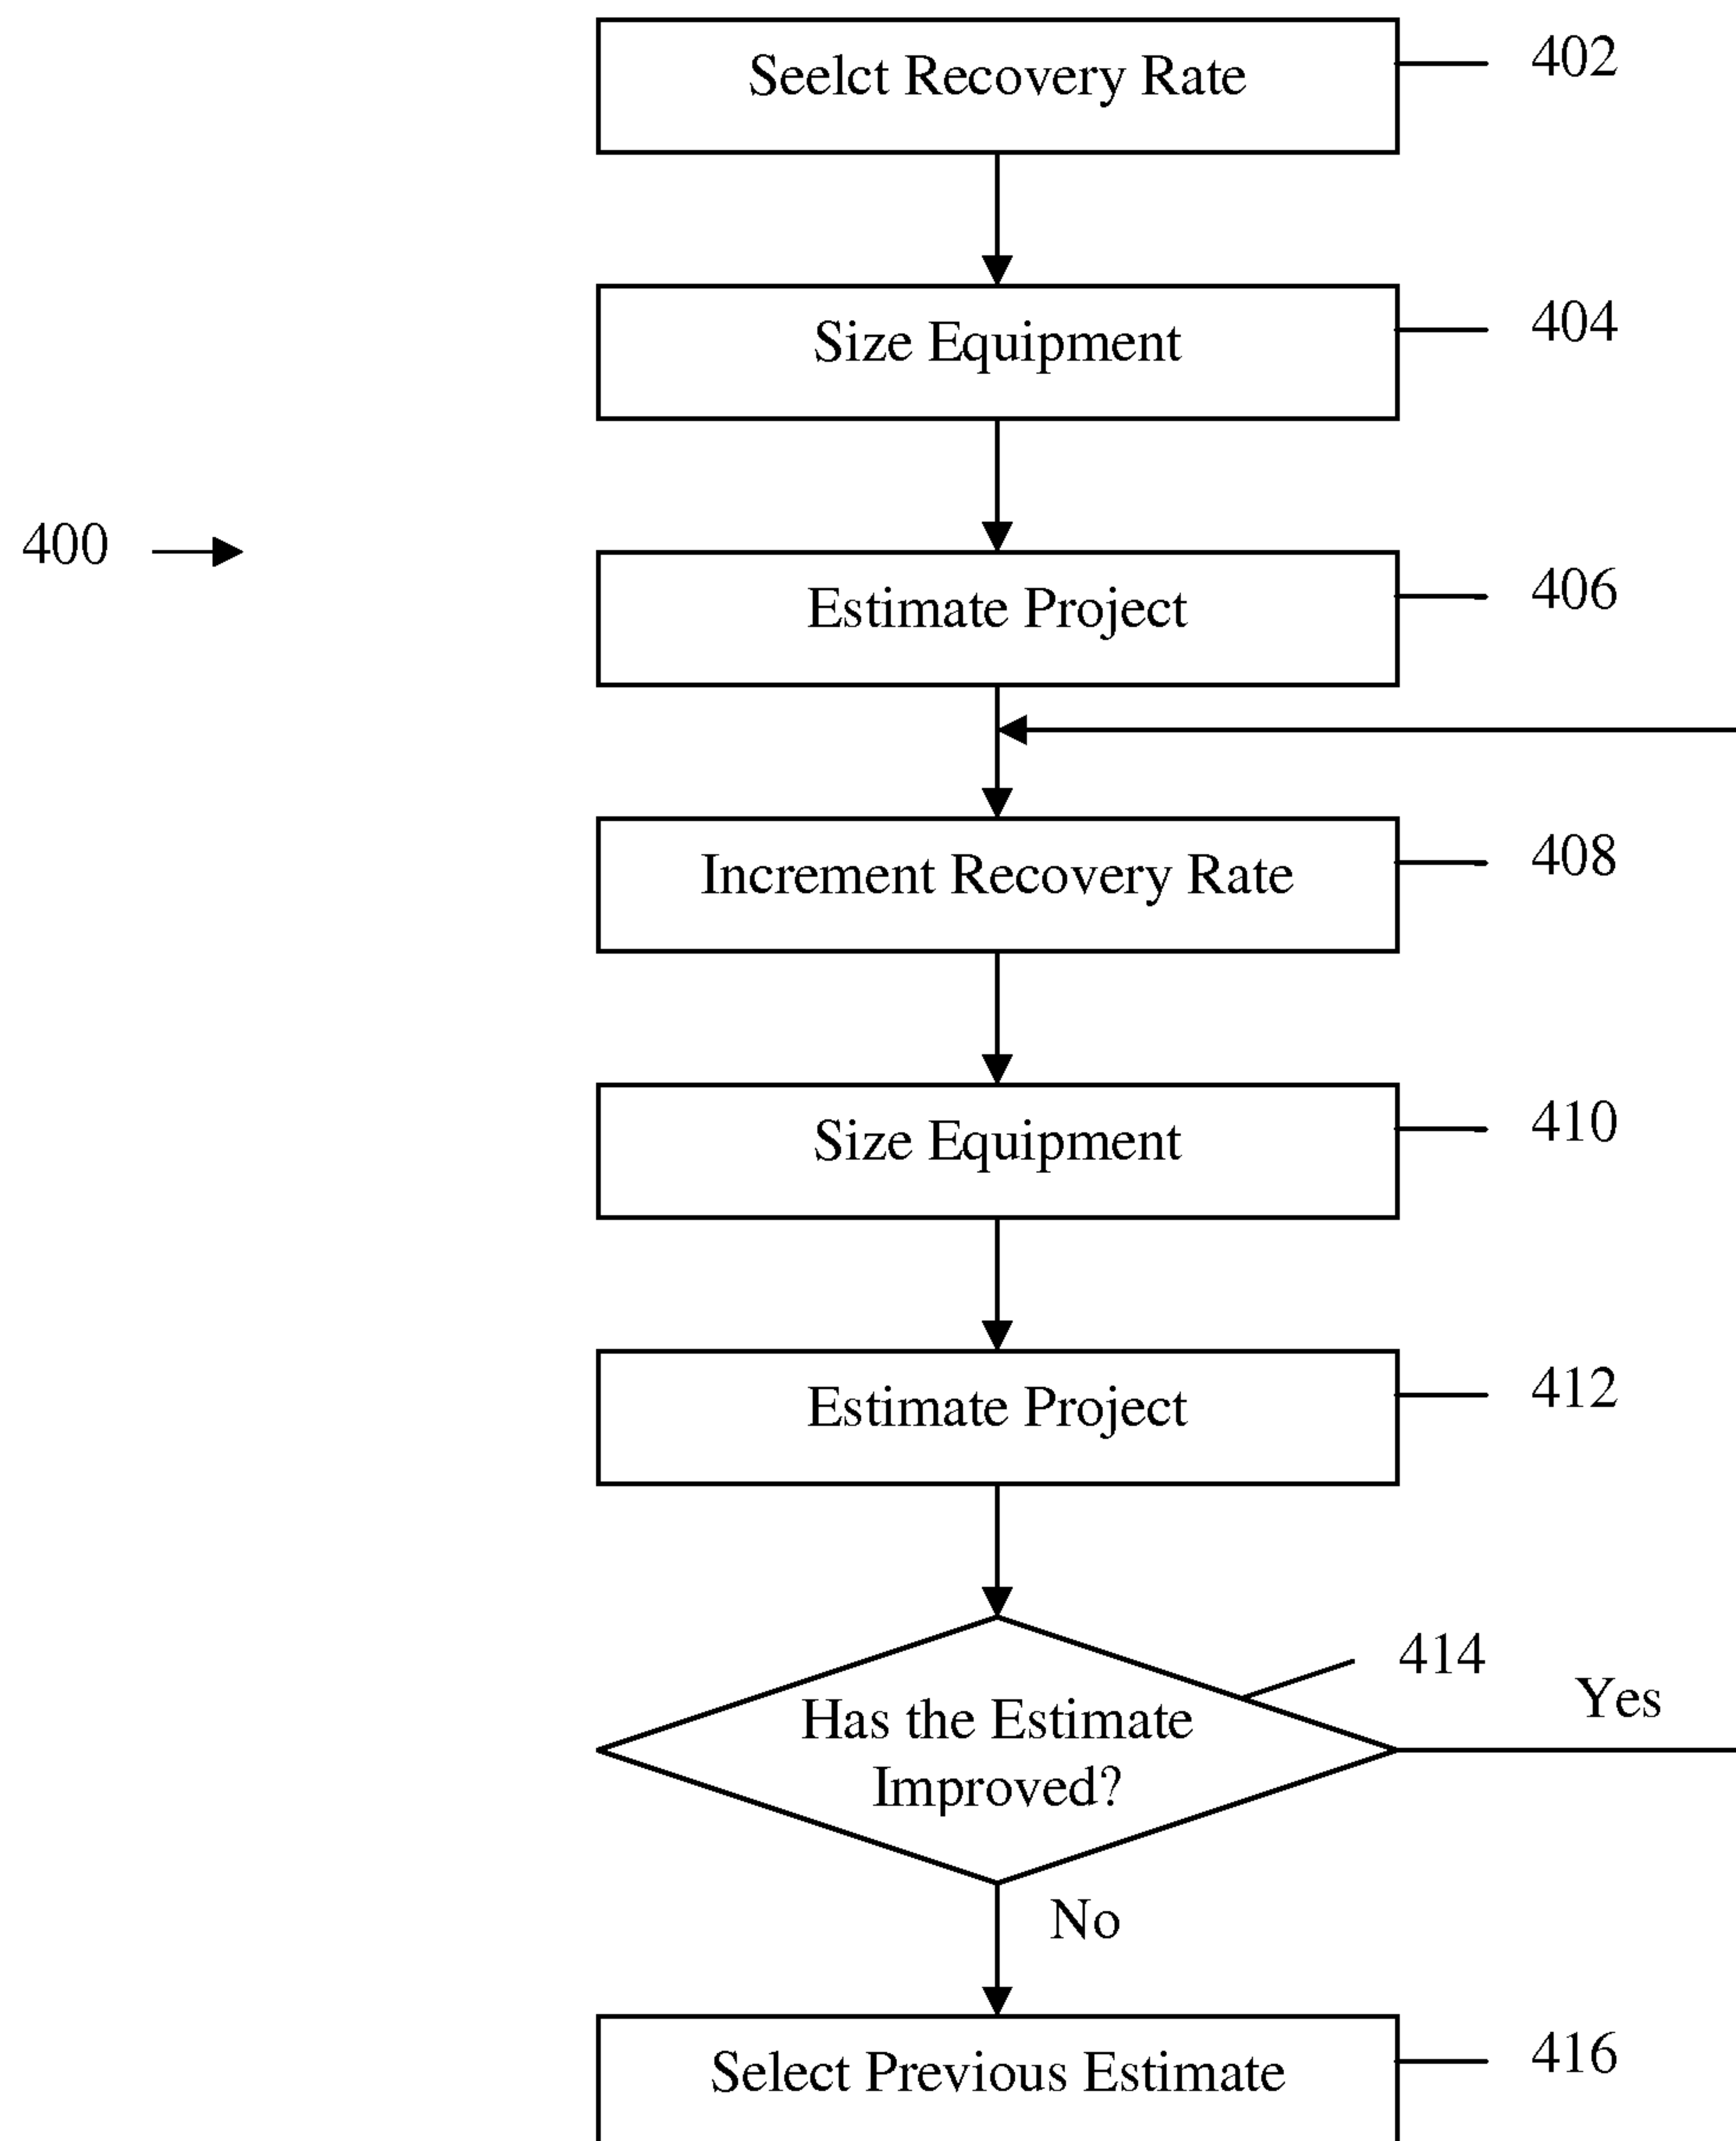 Seelct Recovery Rate
402
Size Equipment
404
400
Estimate Project
406
Increment Recovery Rate
408
Size Equipment
410
Estimate Project
412
414
Has the Estimate
Improved?
Yes
No
Select Previous Estimate
416